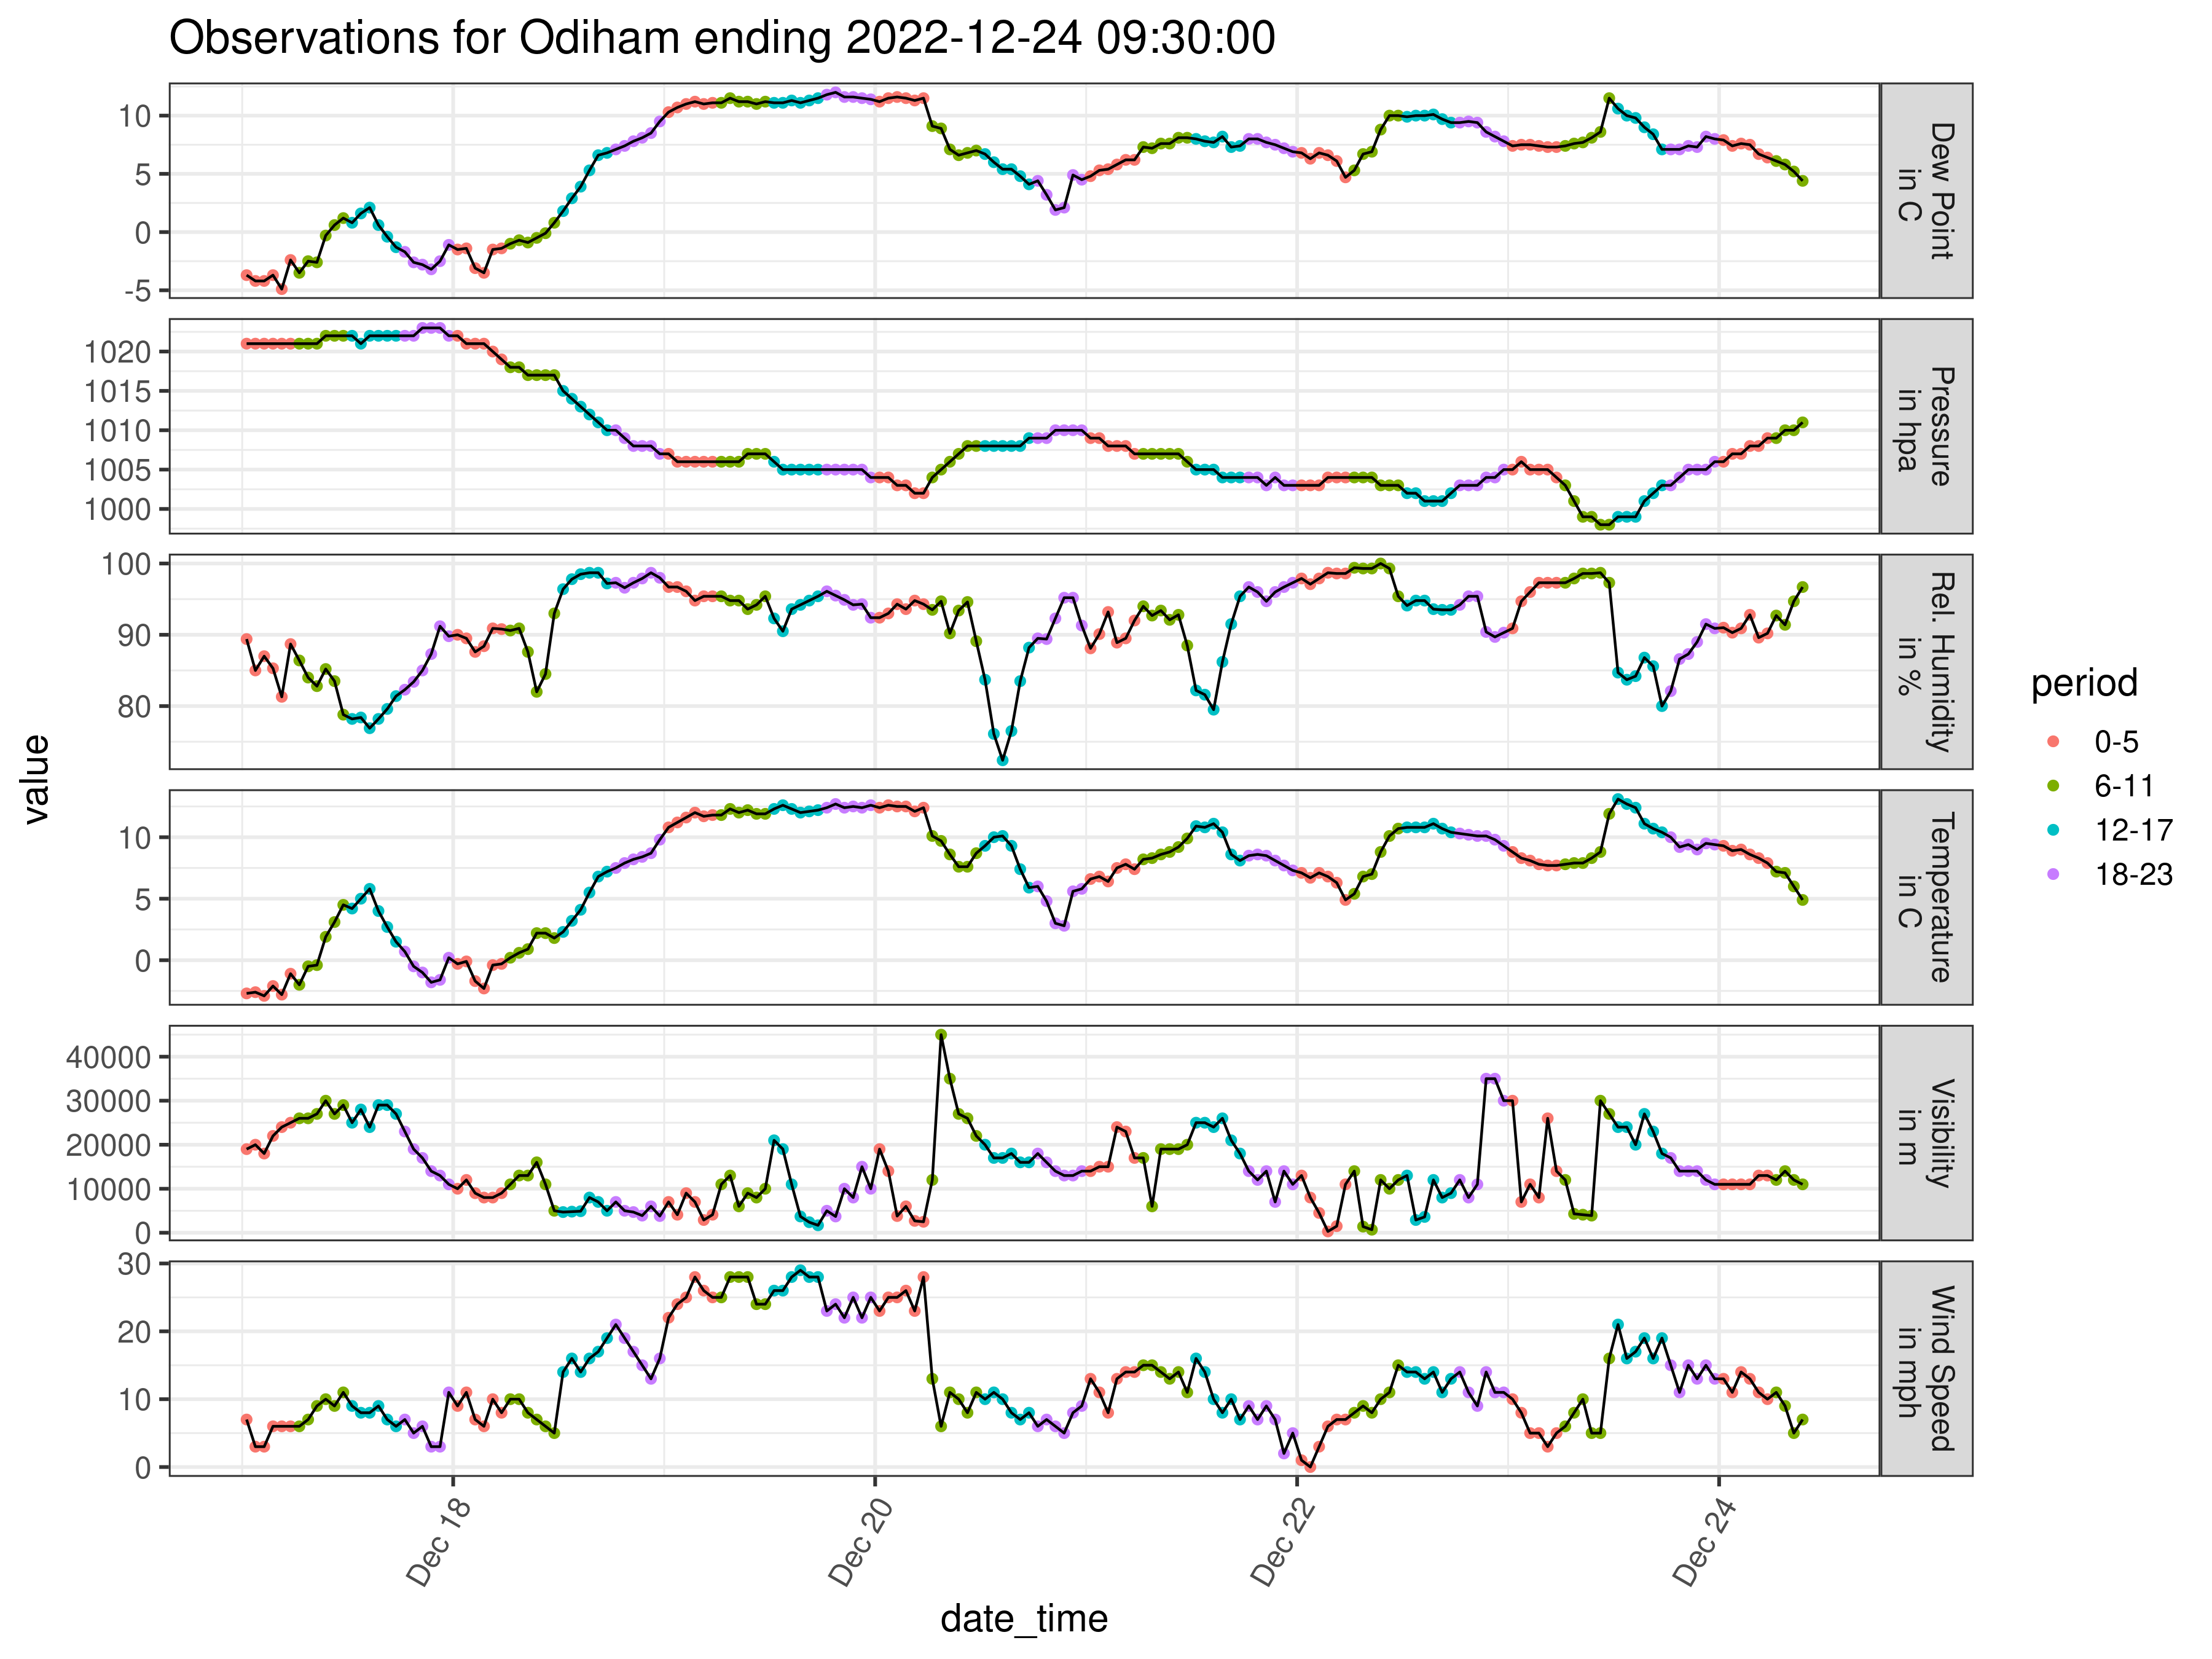 Observations for Odiham ending 2022-12-24 09:30:00
value
10
5
0
-5
Dew Point
in C
1020
1015
1010
1005
1000
Pressure
in hpa
100
90
80
Rel. Humidity
in %
10
5
0
Temperature
in C
40000
30000
20000
10000
0
Visibility
in m
30
20
10
0
Wind Speed
in mph
Dec 18
Dec 20
Dec 22
Dec 24
date_time
period
0-5
6-11
12-17
18-23